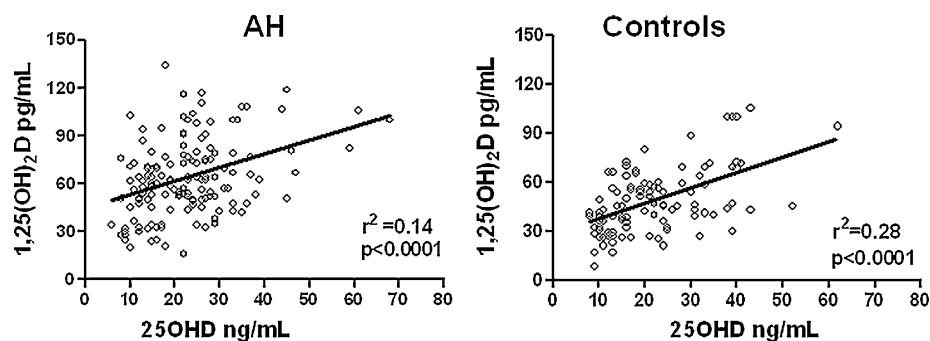 AH
1,25(OH)2D pg/mL
150
120
90
60
30
0
r2=0.14
p<0.0001
0 10 20 30 40 50 60 70 80
25OHD ng/mL
Controls
1,25(OH)2D pg/mL
150
100
90
60
30
0
r2=0.28
p<0.0001
0 10 20 30 40 50 60 70 80
25OHD ng/mL